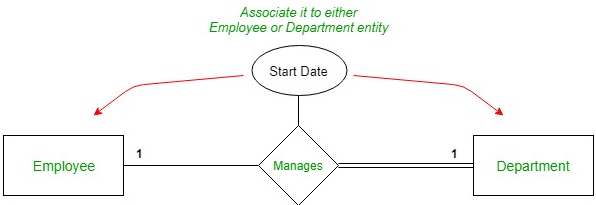 Associate it to either
Employee or Department entity
Start Date
1
1
Employee
Manages
Department